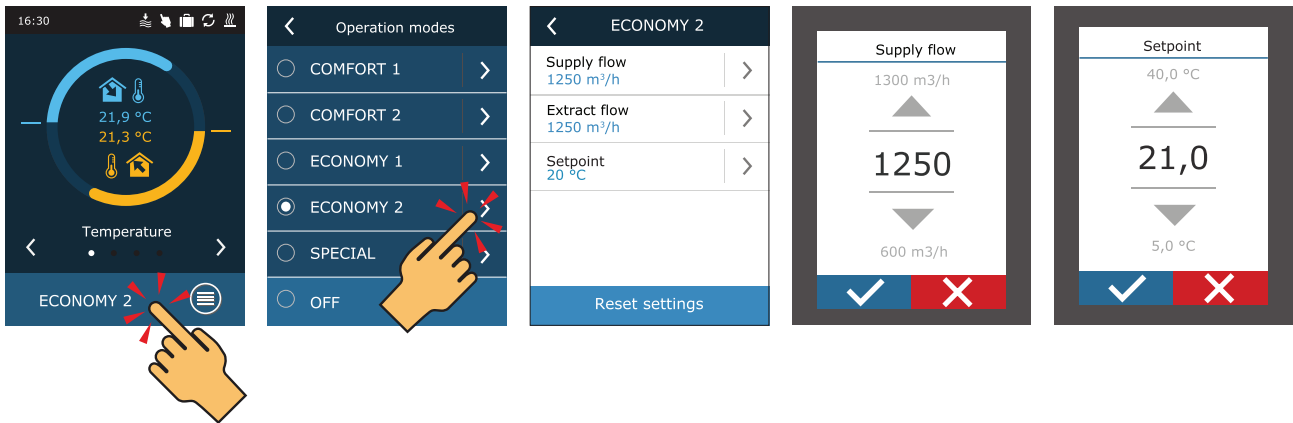 16:30
21,9 °C
21,3 °C
Temperature
ECONOMY 2
Operation modes
COMFORT 1
COMFORT 2
ECONOMY 1
ECONOMY 2
SPECIAL
OFF
ECONOMY 2
Supply flow
1250 m³/h
Extract flow
1250 m³/h
Setpoint
20 °C
Reset settings
Supply flow
1300 m3/h
1250
600 m3/h
Setpoint
40,0 °C
21,0
5,0 °C